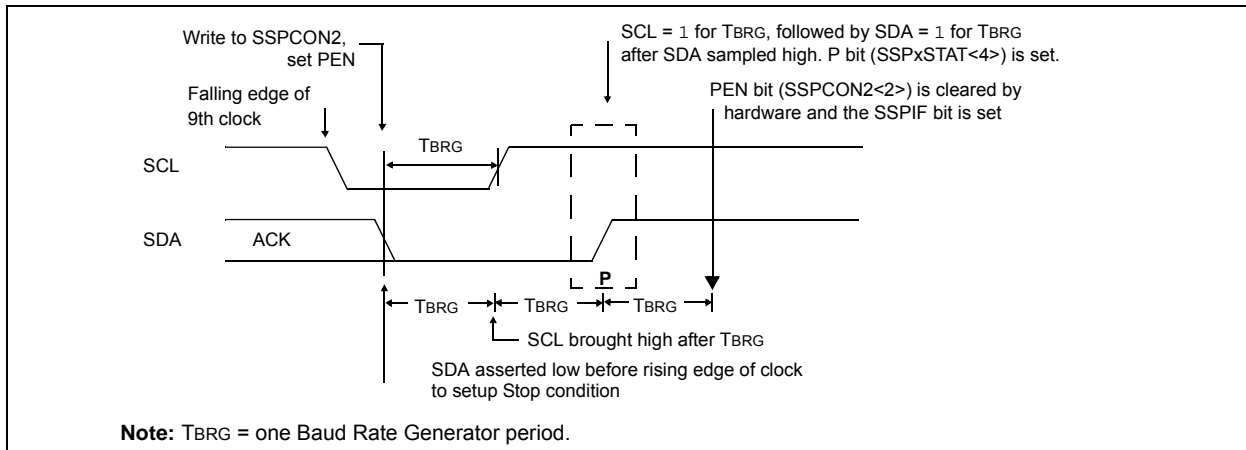 Write to SSPCON2,
set PEN
SCL = 1 for TBRG, followed by SDA = 1 for TBRG
after SDA sampled high. P bit (SSPxSTAT<4>) is set.
Falling edge of
9th clock
PEN bit (SSPCON2<2>) is cleared by
hardware and the SSPIF bit is set
TBRG
SCL
SDA
ACK
P
TBRG
TBRG
TBRG
SCL brought high after TBRG
SDA asserted low before rising edge of clock
to setup Stop condition
Note: TBRG = one Baud Rate Generator period.